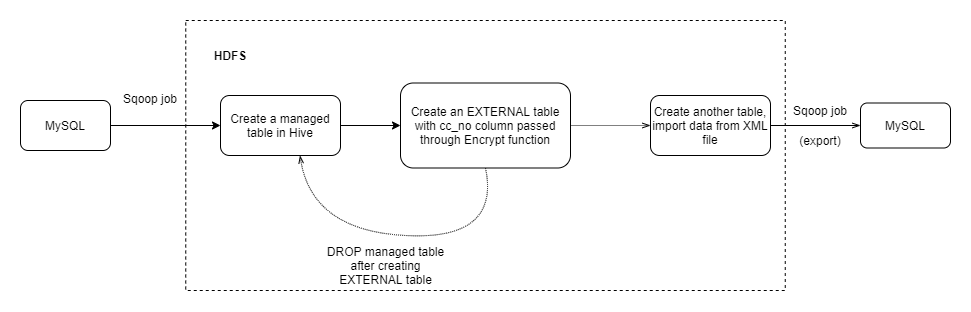 HDFS
MySQL
Sqoop job
Create a managed
table in Hive
Create an EXTERNAL table
with cc_no column passed
through Encrypt function
Create another table,
import data from XML
file
Sqoop job
(export)
MySQL
DROP managed table
after creating
EXTERNAL table